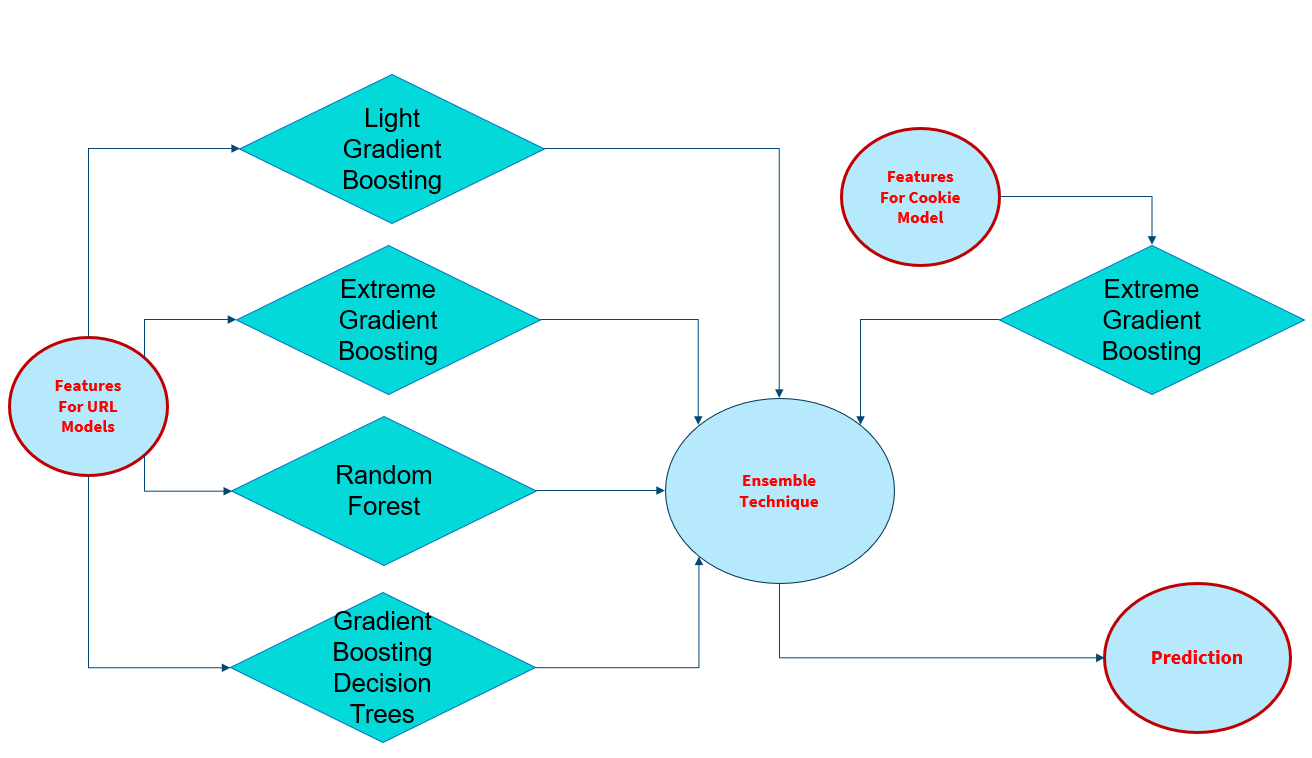 Light
Gradient
Boosting
Features
For Cookie
Model
Extreme
Gradient
Boosting
Extreme
Gradient
Boosting
Features
For URL
Models
Random
Forest
Ensemble
Technique
Gradient
Boosting
Decision
Trees
Prediction